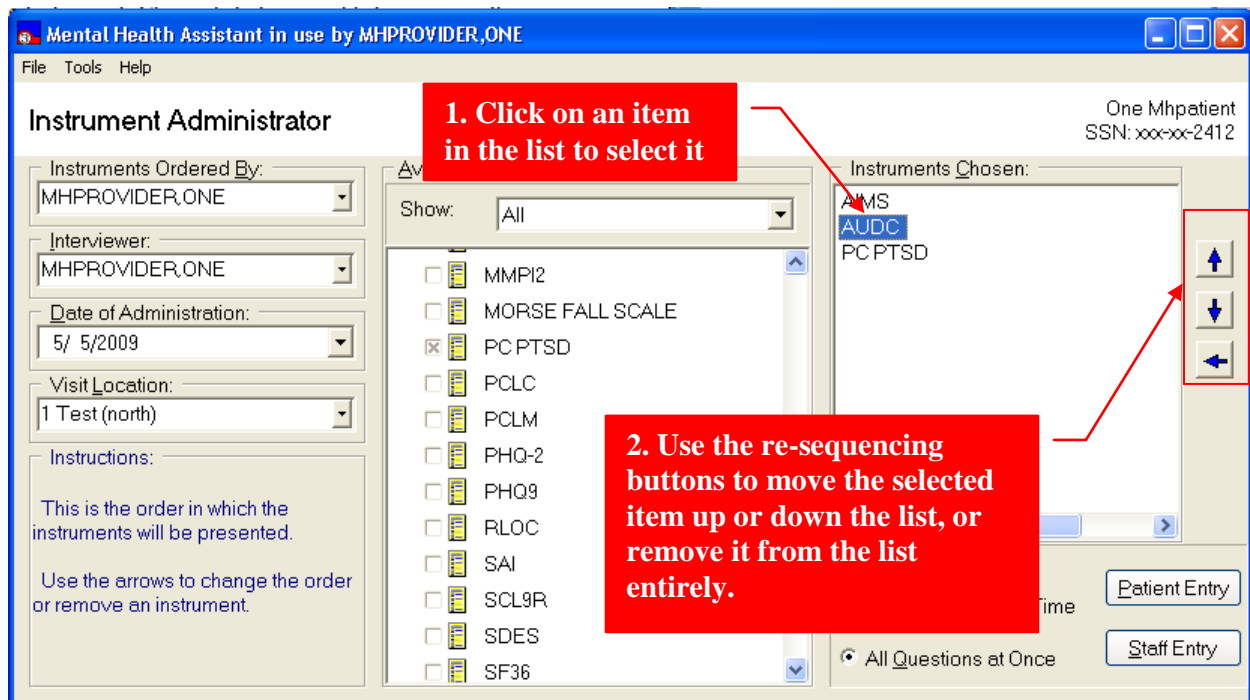 Mental Health Assistant in use by MHPROVIDER,ONE
File Tools Help
Instrument Administrator
One Mhpatient
SSN: xxx-xx-2412
1. Click on an item
in the list to select it
Instruments Ordered By:
MHPROVIDER,ONE
Interviewer:
MHPROVIDER,ONE
Date of Administration:
5/ 5/2009
Visit Location:
1 Test (north)
Instructions:
This is the order in which the
instruments will be presented.
Use the arrows to change the order
or remove an instrument.
Show: All
MMPI2
MORSE FALL SCALE
PC PTSD
PCLC
PCLM
PHQ-2
PHQ9
RLOC
SAI
SCL9R
SDES
SF36
Instruments Chosen:
AIMS
AUDC
PC PTSD
2. Use the re-sequencing
buttons to move the selected
item up or down the list, or
remove it from the list
entirely.
Patient Entry
All Questions at Once
Staff Entry